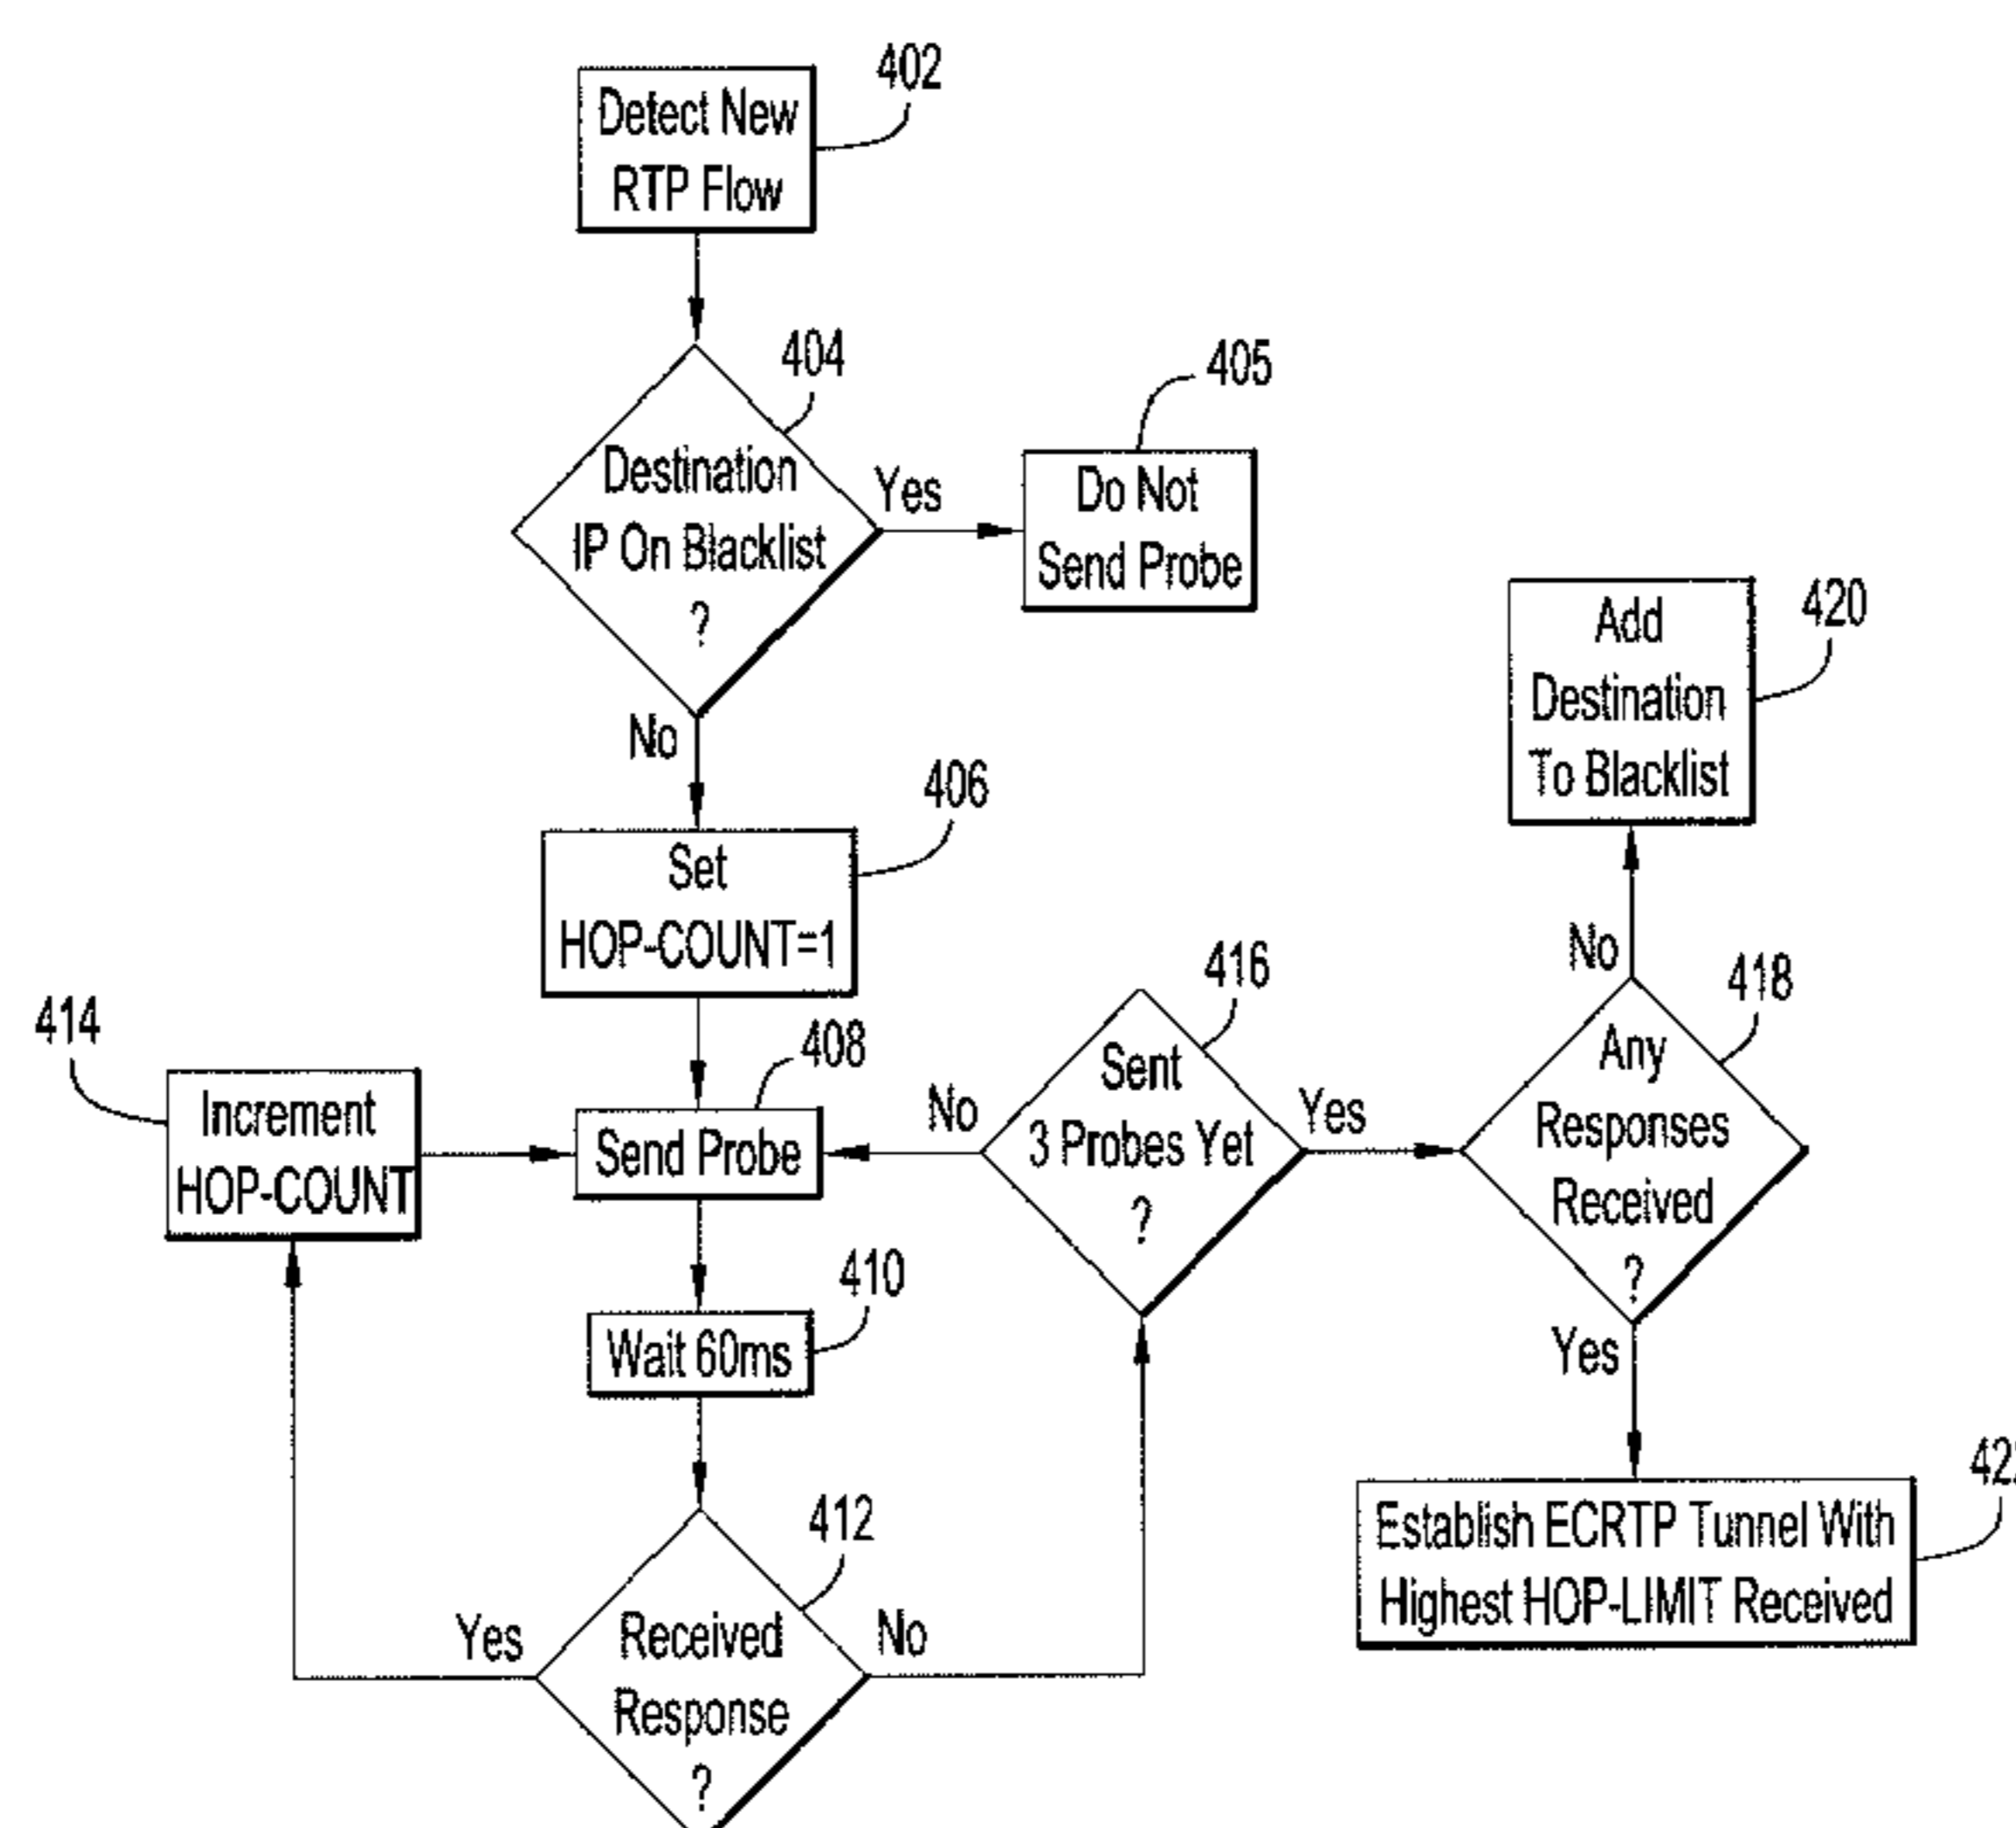 402
Detect New
RTP Flow
404
Destination
IP On Blacklist
?
Yes
405
Do Not
Send Probe
No
406
Set
HOP-COUNT=1
420
Add
Destination
To Blacklist
No
418
Any
Responses
Received
?
Yes
416
Sent
3 Probes Yet
?
Yes
No
414
Increment
HOP-COUNT
408
Send Probe
410
Wait 60ms
412
Received
Response
?
Yes
No
Establish ECRTP Tunnel With
Highest HOP-LIMIT Received